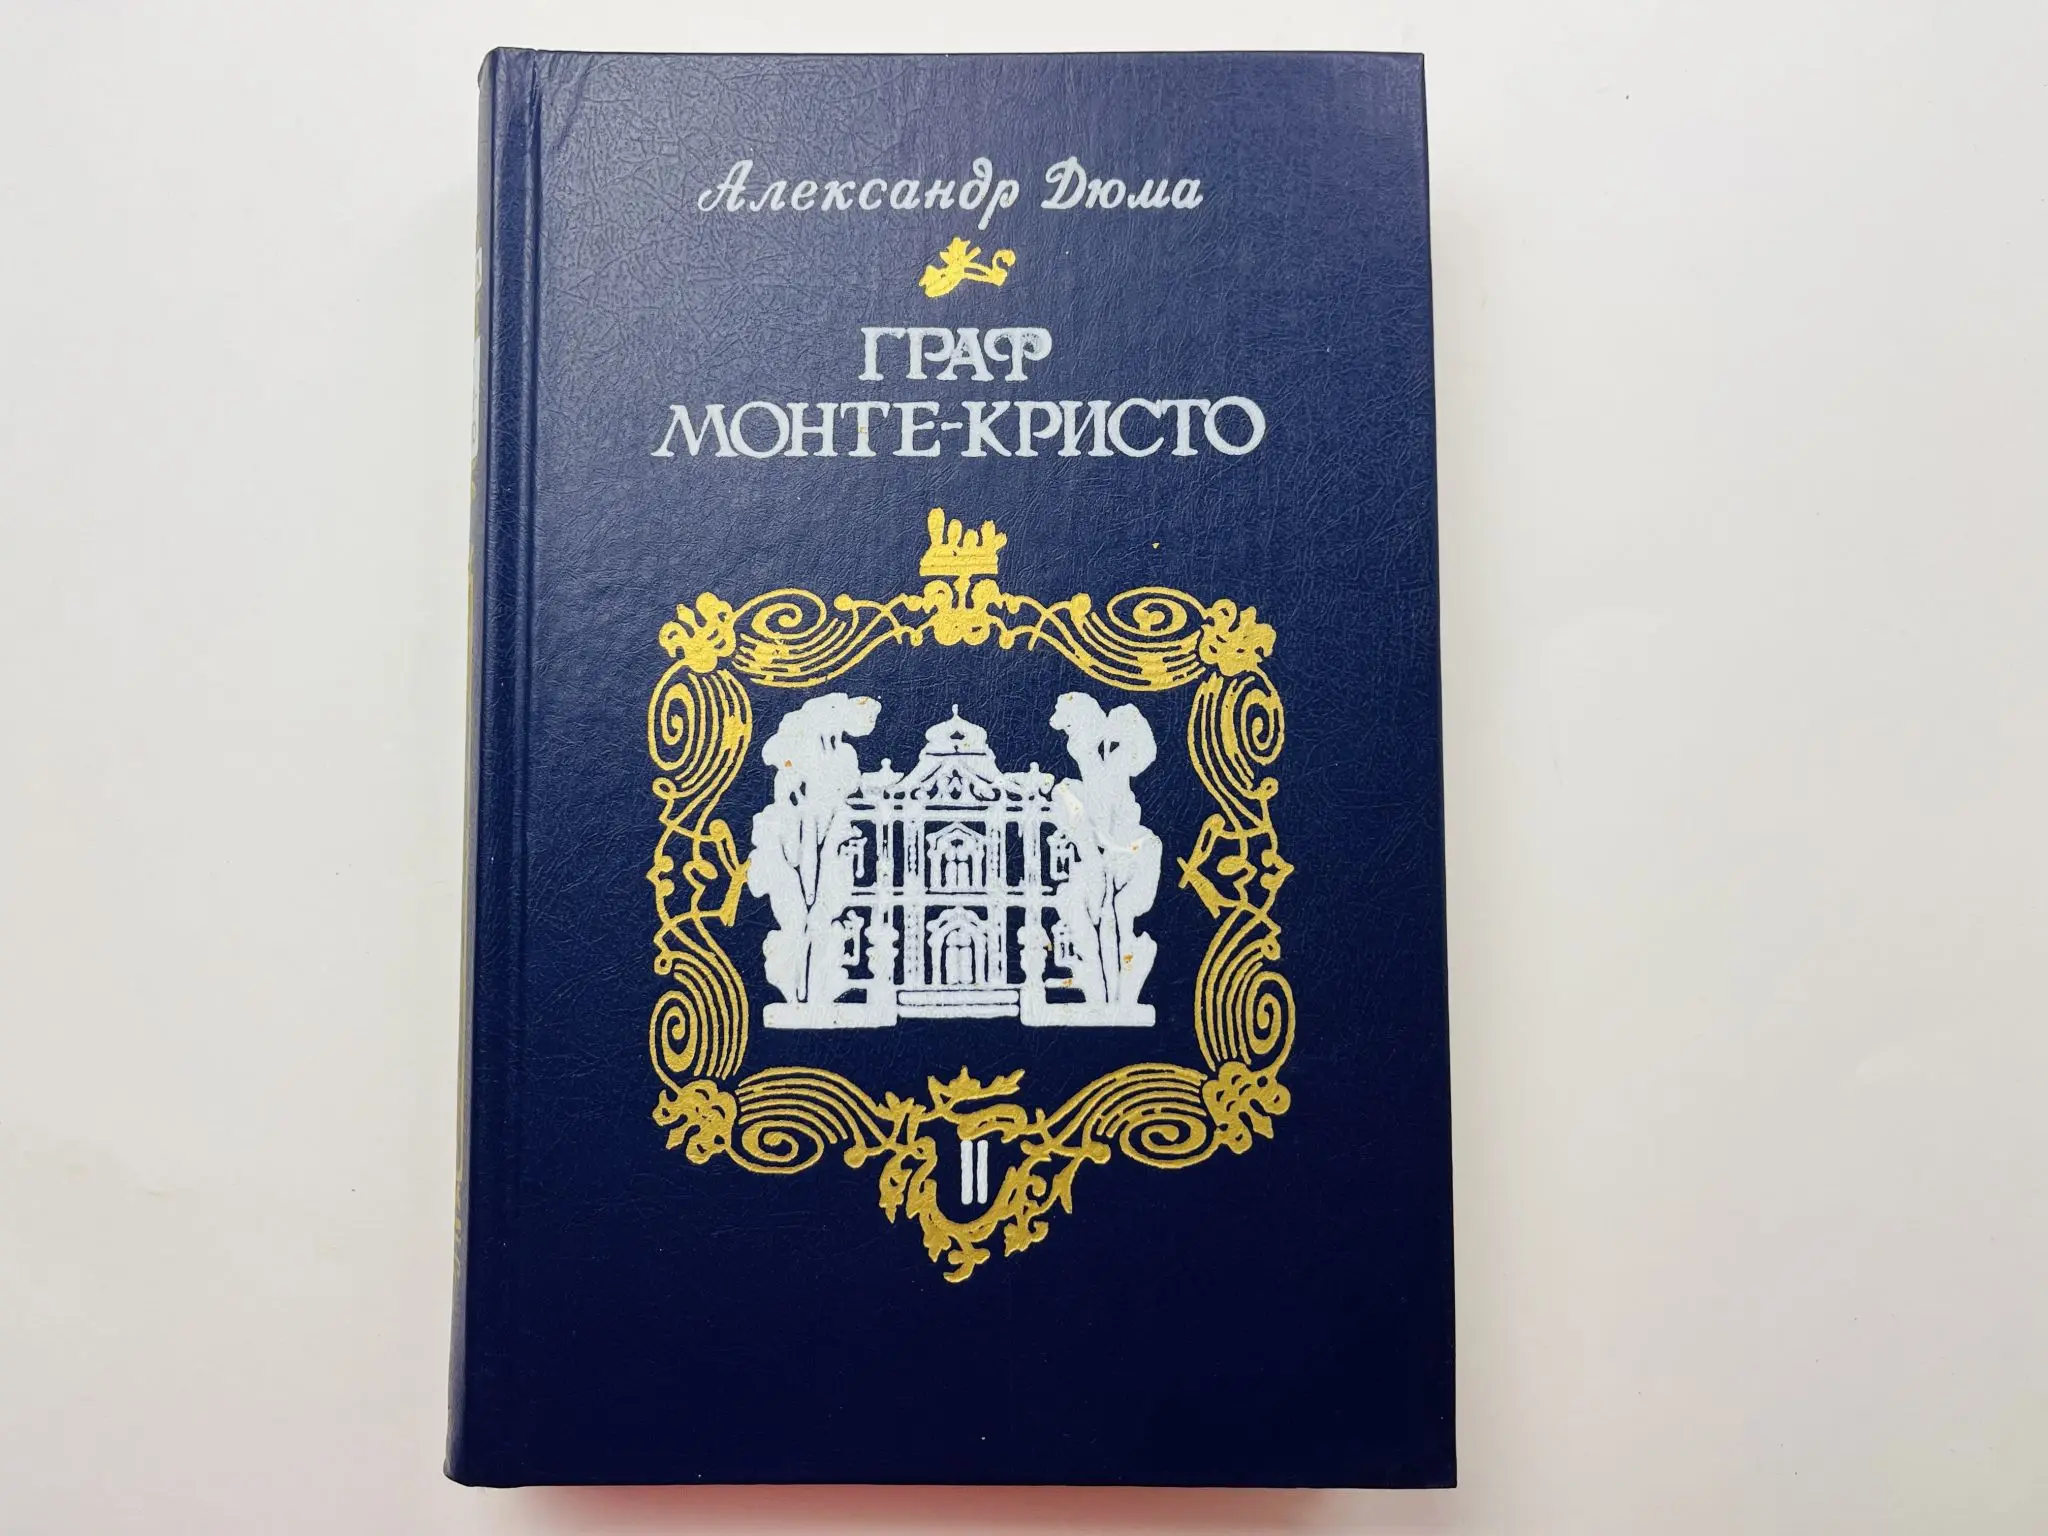 Александр Дюма
ГРАФ
МОНТЕ-КРИСТО
II